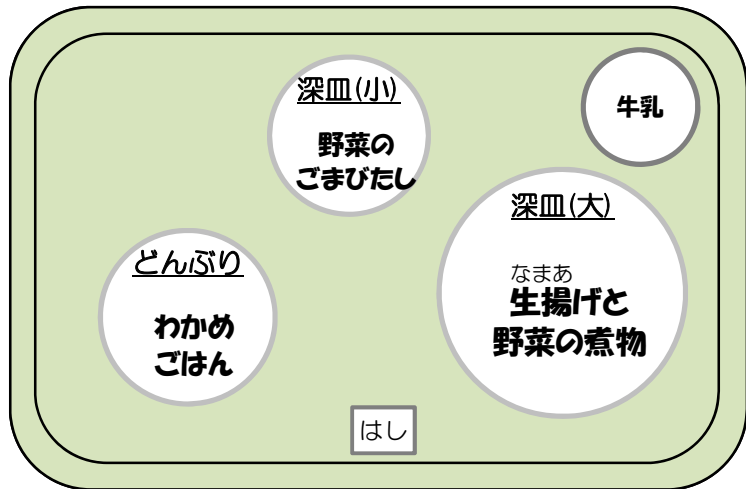 深皿(小)
野菜の
ごまびたし
牛乳
深皿(大)
なまあ
生揚げと
野菜の煮物
どんぶり
わかめ
ごはん
はし